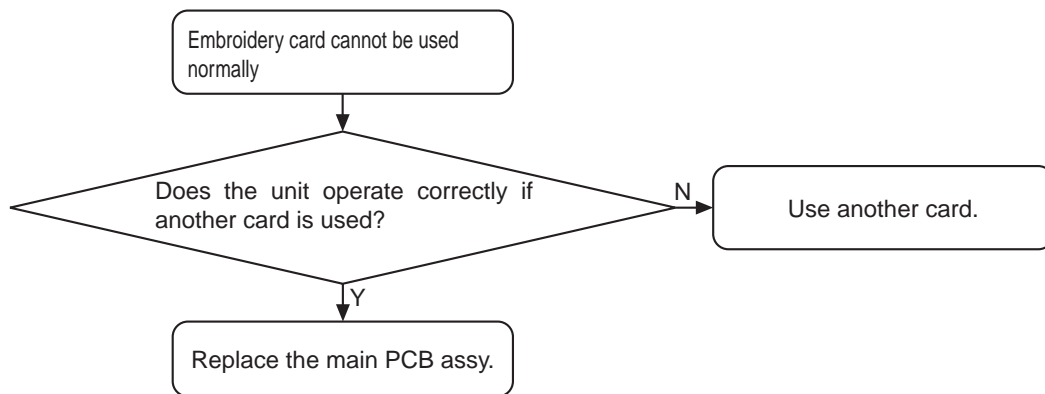 Embroidery card cannot be used
normally
Does the unit operate correctly if
another card is used?
N
Use another card.
Y
Replace the main PCB assy.